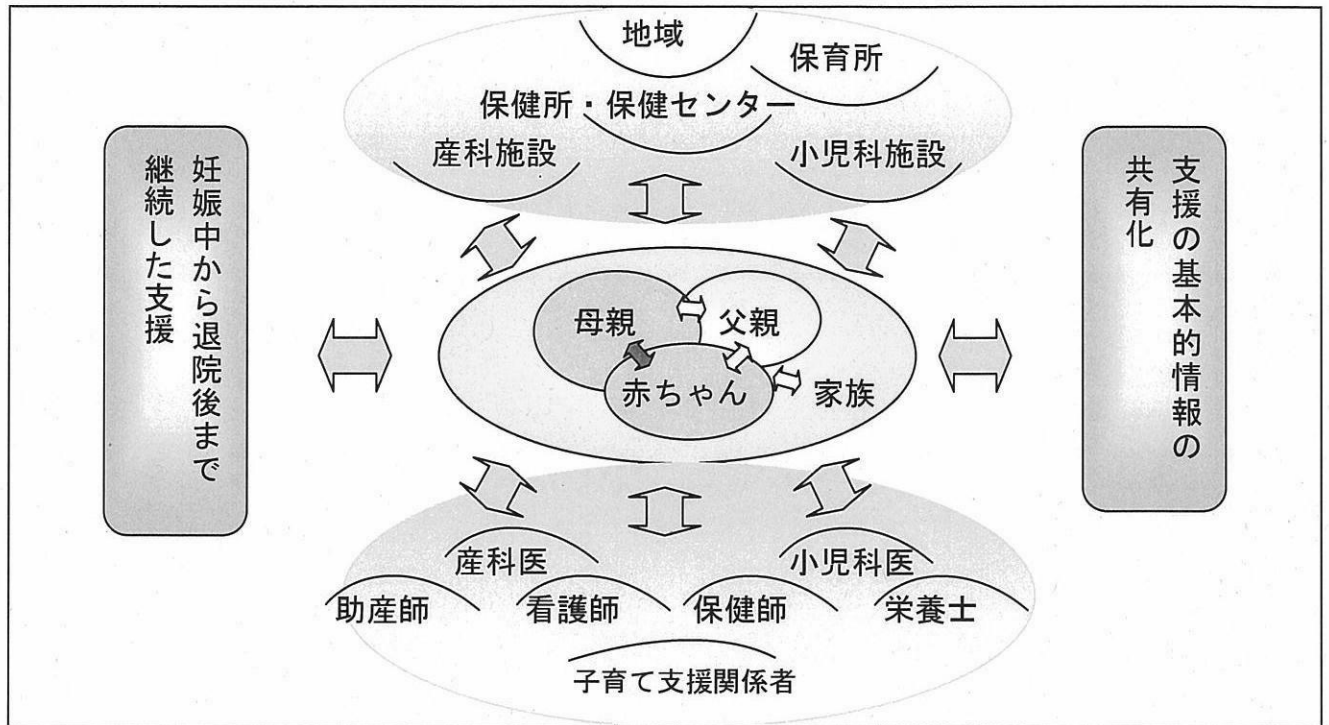 地域
保育所
保健所・保健センター
産科施設
小児科施設
妊娠中から退院後まで
継続した支援
支援の基本的情報の
共有化
母親
父親
赤ちゃん
家族
産科医
小児科医
助産師
看護師
保健師
栄養士
子育て支援関係者